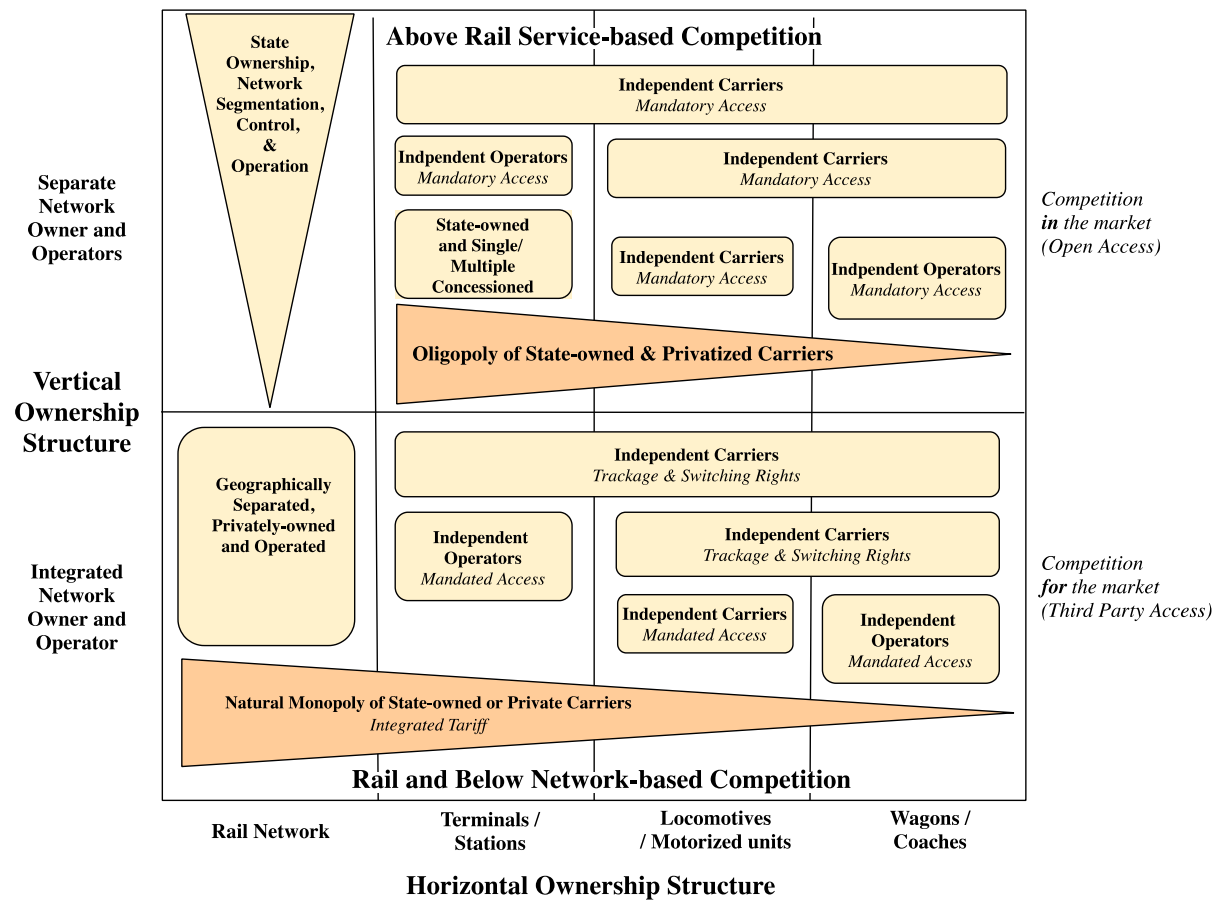 Above Rail Service-based Competition
State
Ownership,
Network
Segmentation,
Control,
&
Operation
Independent Carriers
Mandatory Access
Indpendent Operators
Mandatory Access
Independent Carriers
Mandatory Access
State-owned
and Single/
Multiple
Concessioned
Independent Carriers
Mandatory Access
Indpendent Operators
Mandatory Access
Oligopoly of State-owned & Privatized Carriers
Separate
Network
Owner and
Operators
Competition
in the market
(Open Access)
Vertical
Ownership
Structure
Geographically
Separated,
Privately-owned
and Operated
Independent Carriers
Trackage & Switching Rights
Independent
Operators
Mandated Access
Independent Carriers
Trackage & Switching Rights
Independent Carriers
Mandated Access
Independent
Operators
Mandated Access
Integrated
Network
Owner and
Operator
Competition
for the market
(Third Party Access)
Natural Monopoly of State-owned or Private Carriers
Integrated Tariff
Rail and Below Network-based Competition
Rail Network
Terminals /
Stations
Locomotives
/ Motorized units
Wagons /
Coaches
Horizontal Ownership Structure